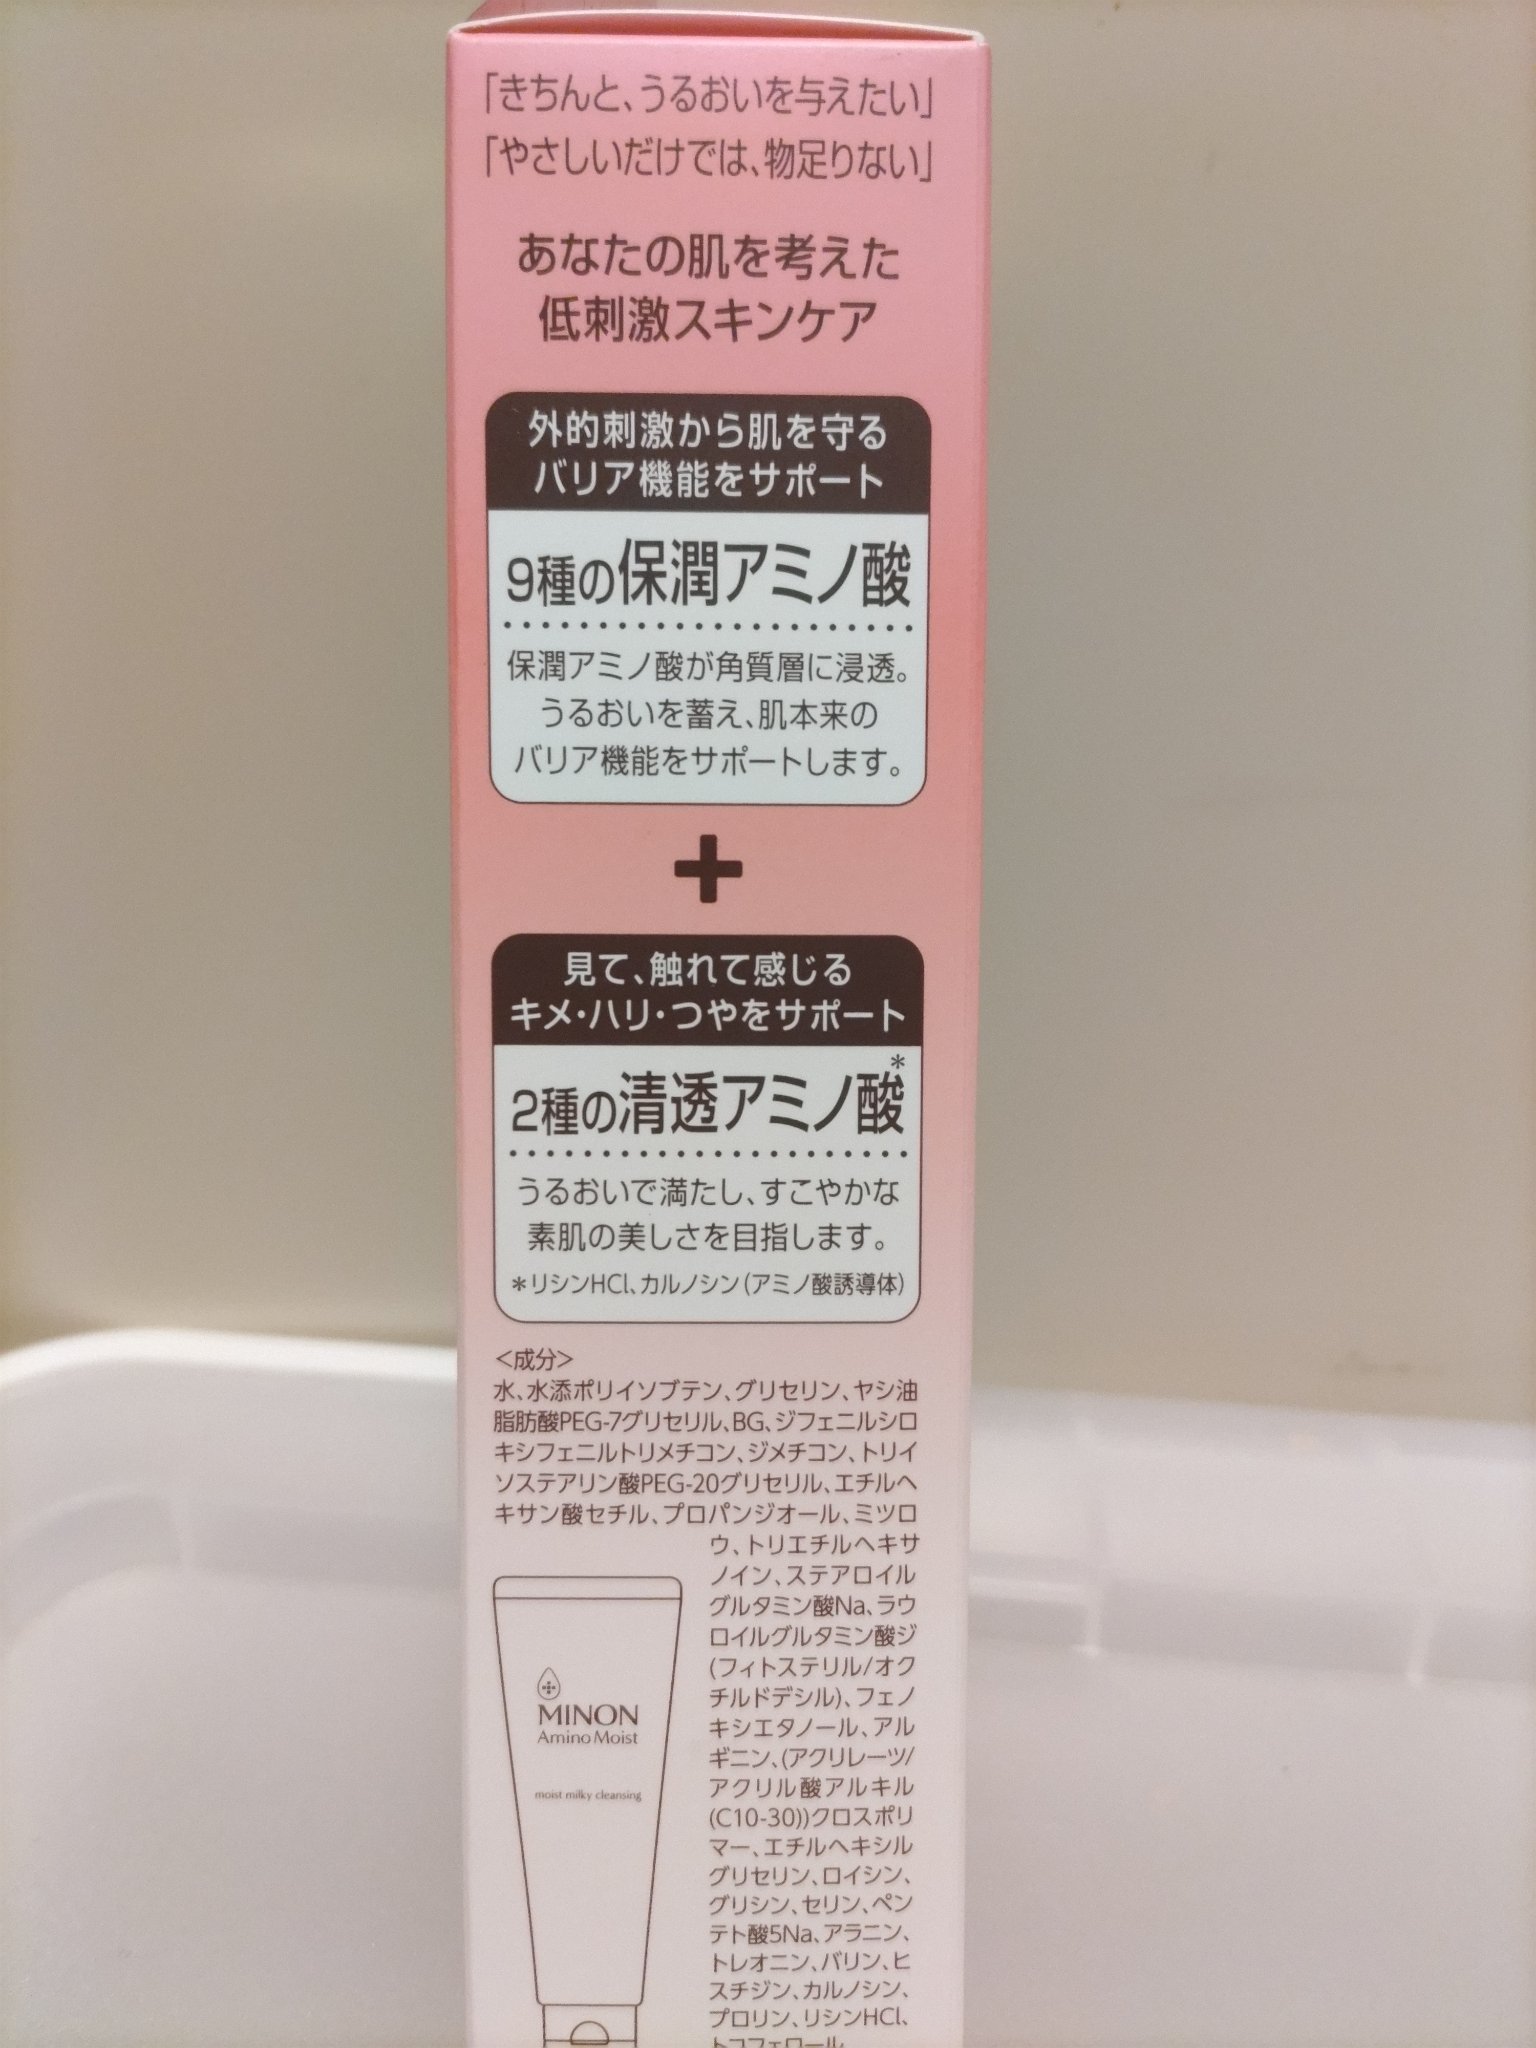 「きちんと、うるおいを与えたい」
「やさしいだけでは、物足りない」
あなたの肌を考えた
低刺激スキンケア
外的刺激から肌を守る
バリア機能をサポート
9種の保潤アミノ酸
保潤アミノ酸が角質層に浸透。
うるおいを蓄え、肌本来の
バリア機能をサポートします。
+
見て、触れて感じる
キメ・ハリ・つやをサポート
2種の清透アミノ酸*
うるおいで満たし、すこやかな
素肌の美しさを目指します。
*リシンHCl、カルノシン(アミノ酸誘導体)
<成分>
水、水添ポリイソブテン、グリセリン、ヤシ油
脂肪酸PEG-7グリセリル、BG、ジフェニルシロ
キシフェニルトリメチコン、ジメチコン、トリイ
ソステアリン酸PEG-20グリセリル、エチルヘ
キサン酸セチル、プロパンジオール、ミツロ
ウ、トリエチルヘキサ
ノイン、ステアロイル
グルタミン酸Na、ラウ
ロイルグルタミン酸ジ
(フィトステリル/オク
チルドデシル)、フェノ
キシエタノール、アル
ギニン、(アクリレーツ/
アクリル酸アルキル
(C10-30))クロスポリ
マー、エチルヘキシル
グリセリン、ロイシン、
グリシン、セリン、ペン
テト酸5Na、アラニン、
トレオニン、バリン、ヒ
スチジン、カルノシン、
プロリン、リシンHCl、
トコフェロール
MINON
Amino Moist
moist milky cleansing